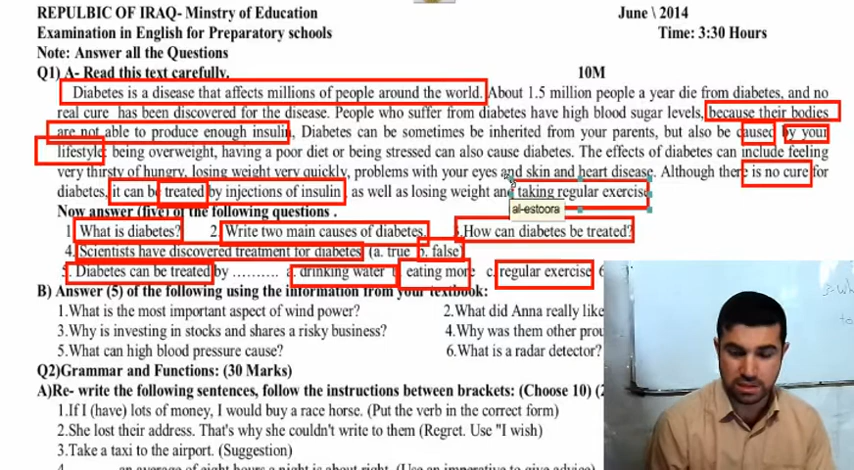 REPULBIC OF IRAQ- Minstry of Education June \ 2014
Examination in English for Preparatory schools Time: 3:30 Hours
Note: Answer all the Questions
Q1) A- Read this text carefully. 10M
Diabetes is a disease that affects millions of people around the world. About 1.5 million people a year die from diabetes, and no
real cure has been discovered for the disease. People who suffer from diabetes have high blood sugar levels, because their bodies
are not able to produce enough insulin, Diabetes can be sometimes be inherited from your parents, but also be caused by your
lifestyle: being overweight, having a poor diet or being stressed can also cause diabetes. The effects of diabetes can include feeling
very thirsty of hungry, losing weight very quickly, problems with your eyes and skin and heart disease. Although there is no cure for
diabetes, it can be treated by injections of insulin, as well as losing weight and taking regular exercise
al-estoora
Now answer (five) of the following questions .
1. What is diabetes? 2. Write two main causes of diabetes. 3.How can diabetes be treated?
4. Scientists have discovered treatment for diabetes (a. true b. false)
5. Diabetes can be treated by .......... a. drinking water eating more c. regular exercise 6
B) Answer (5) of the following using the information from your textbook:
1.What is the most important aspect of wind power? 2.What did Anna really like
3.Why is investing in stocks and shares a risky business? 4.Why was them other
5.What can high blood pressure cause? 6.What is a radar detector?
Q2)Grammar and Functions: (30 Marks)
A)Re- write the following sentences, follow the instructions between brackets: (Choose 10)
1.If I (have) lots of money, I would buy a race horse. (Put the verb in the correct form)
2.She lost their address. That's why she couldn't write to them (Regret. Use "I wish)
3.Take a taxi to the airport. (Suggestion)
4. an average of eight hours a night is about right. (Use an imperative to give advice)